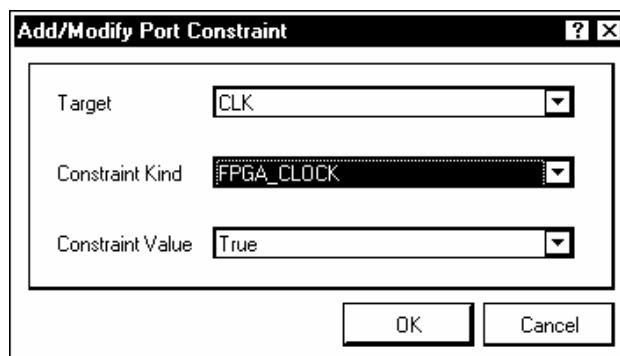 Add/Modify Port Constraint ? X
Target CLK
Constraint Kind FPGA_CLOCK
Constraint Value True
OK Cancel